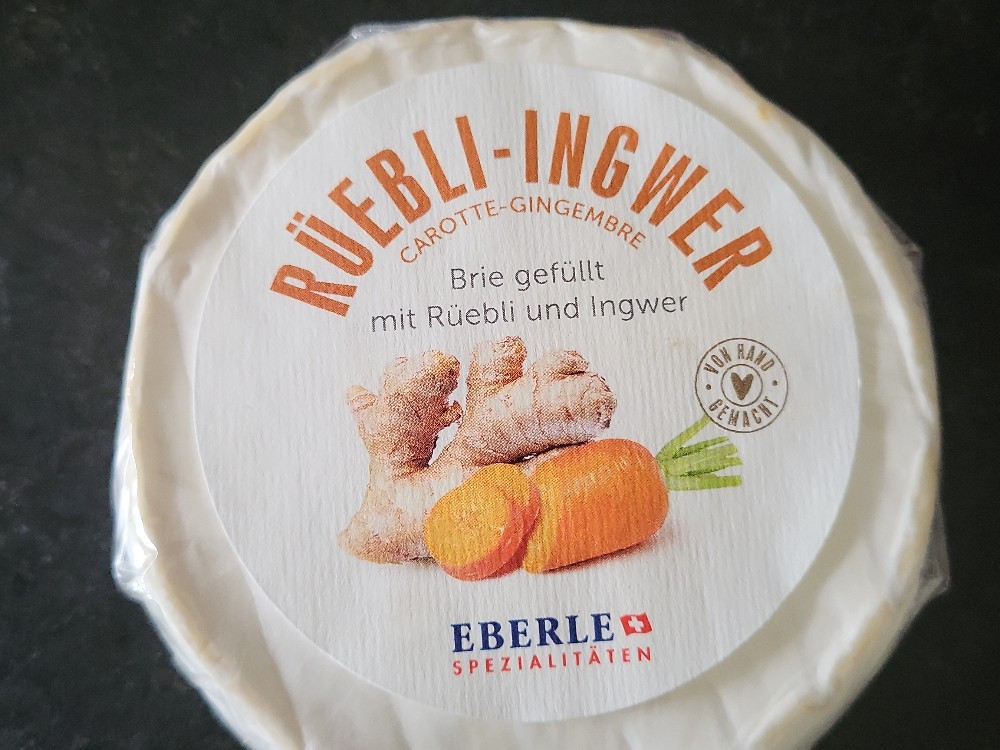 RÜEBLI-INGWER
CAROTTE-GINGEMBRE
Brie gefüllt
mit Rüebli und Ingwer
VON HAND
GEMACHT
EBERLE
SPEZIALITÄTEN